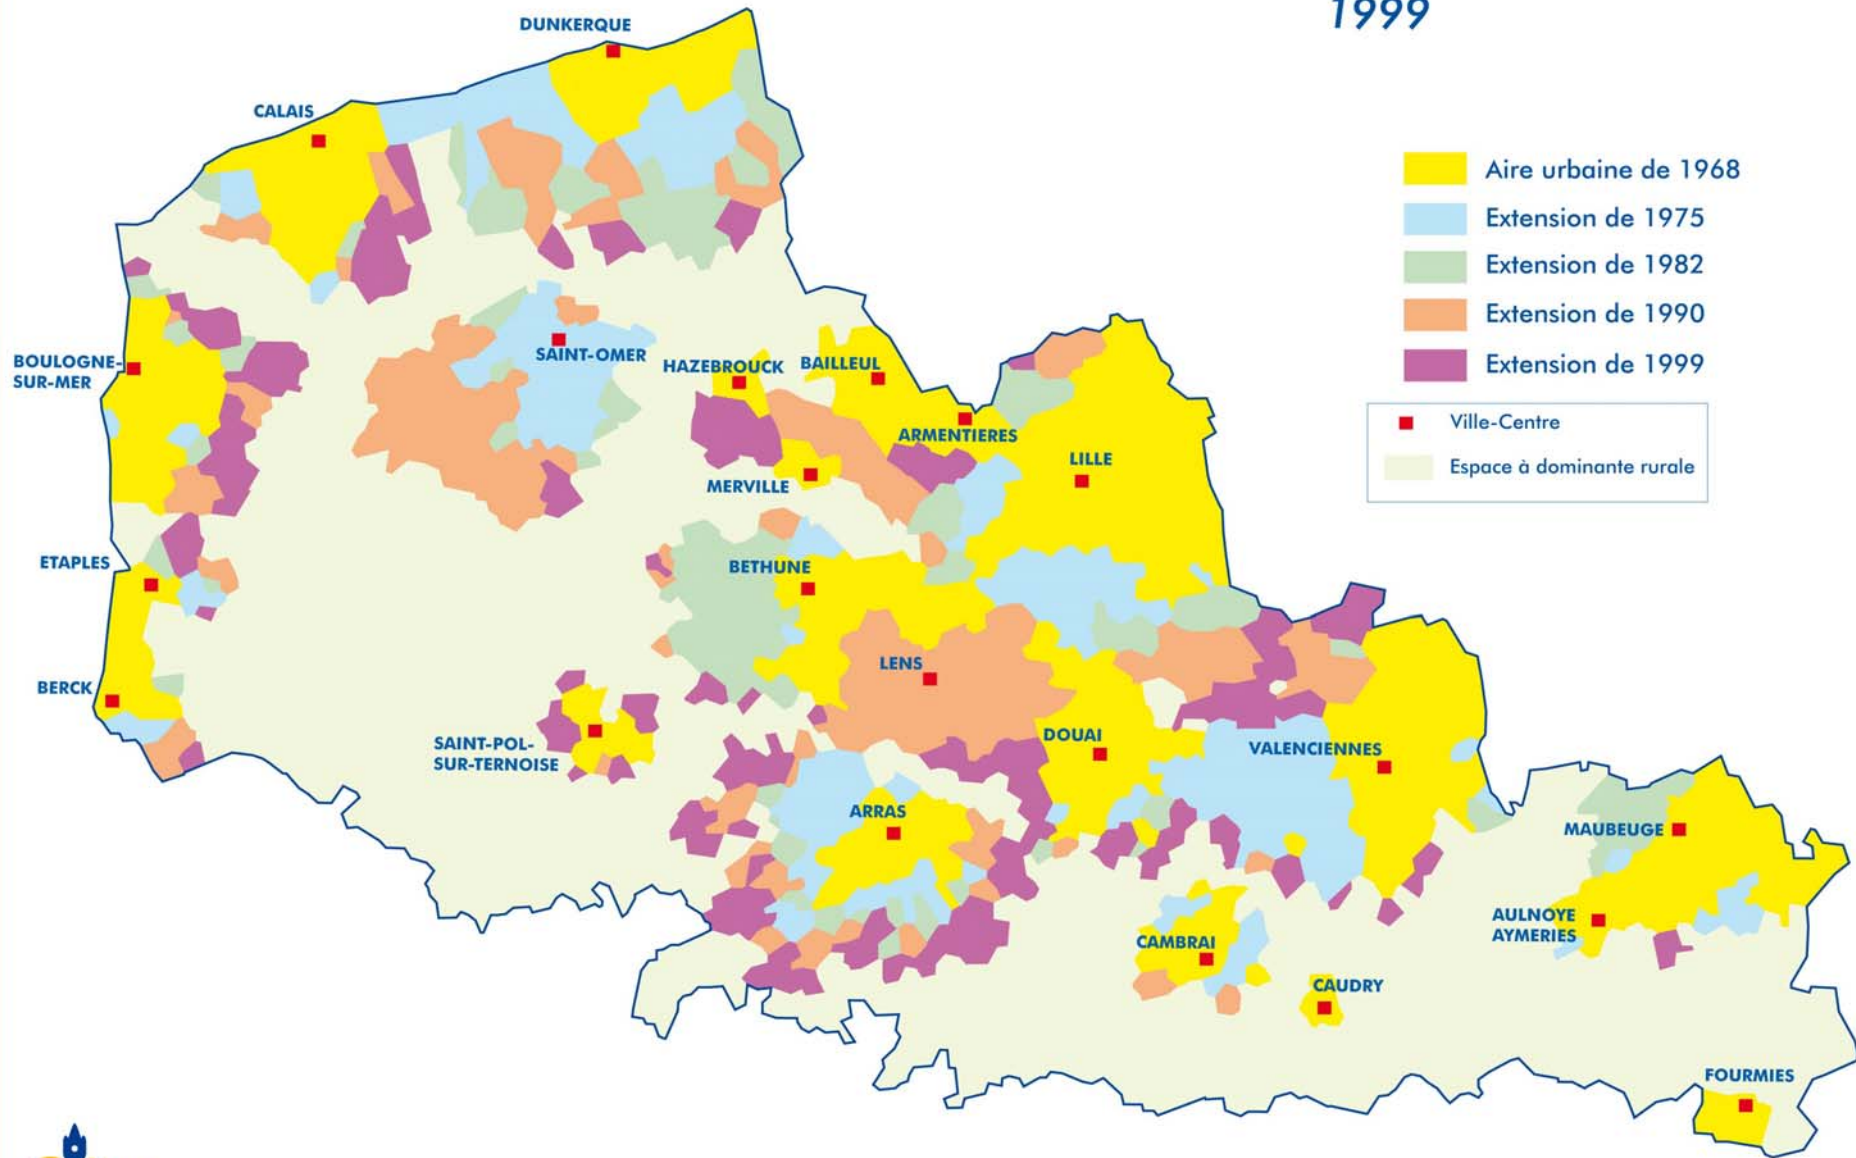 1999
DUNKERQUE
CALAIS
Aire urbaine de 1968
Extension de 1975
Extension de 1982
Extension de 1990
Extension de 1999
Ville-Centre
Espace à dominante rurale
BOULOGNE-
SUR-MER
SAINT-OMER
HAZEBROUCK
BAILLEUL
ARMENTIERES
LILLE
MERVILLE
ETAPLES
BETHUNE
LENS
BERCK
SAINT-POL-
SUR-TERNOISE
DOUAI
VALENCIENNES
ARRAS
MAUBEUGE
AULNOYE
AYMERIES
CAMBRAI
CAUDRY
FOURMIES